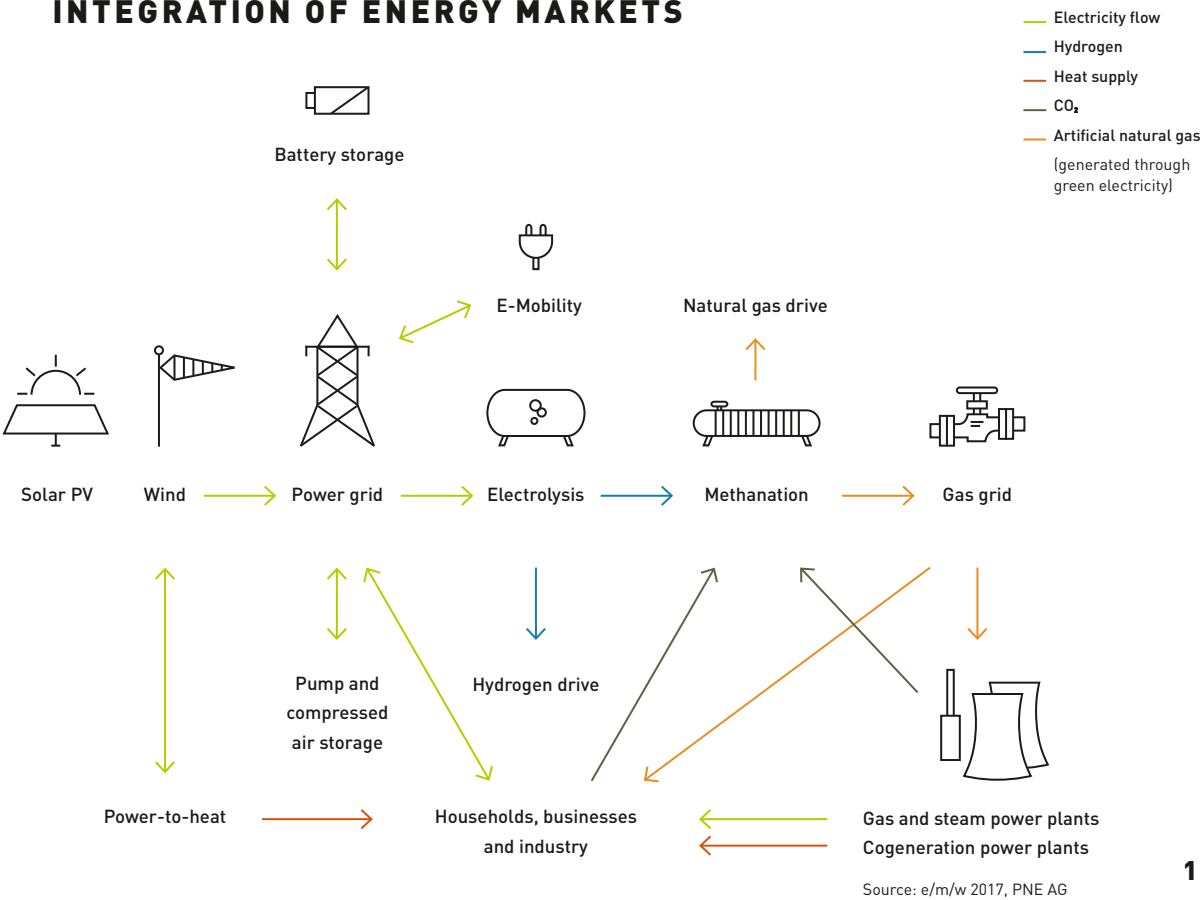 INTEGRATION OF ENERGY MARKETS
Electricity flow
Hydrogen
Heat supply
CO₂
Artificial natural gas
(generated through
green electricity)
Battery storage
E-Mobility
Natural gas drive
Solar PV
Wind
Power grid
Electrolysis
Methanation
Gas grid
Pump and
compressed
air storage
Hydrogen drive
Power-to-heat
Households, businesses
and industry
Gas and steam power plants
Cogeneration power plants
Source: e/m/w 2017, PNE AG
1